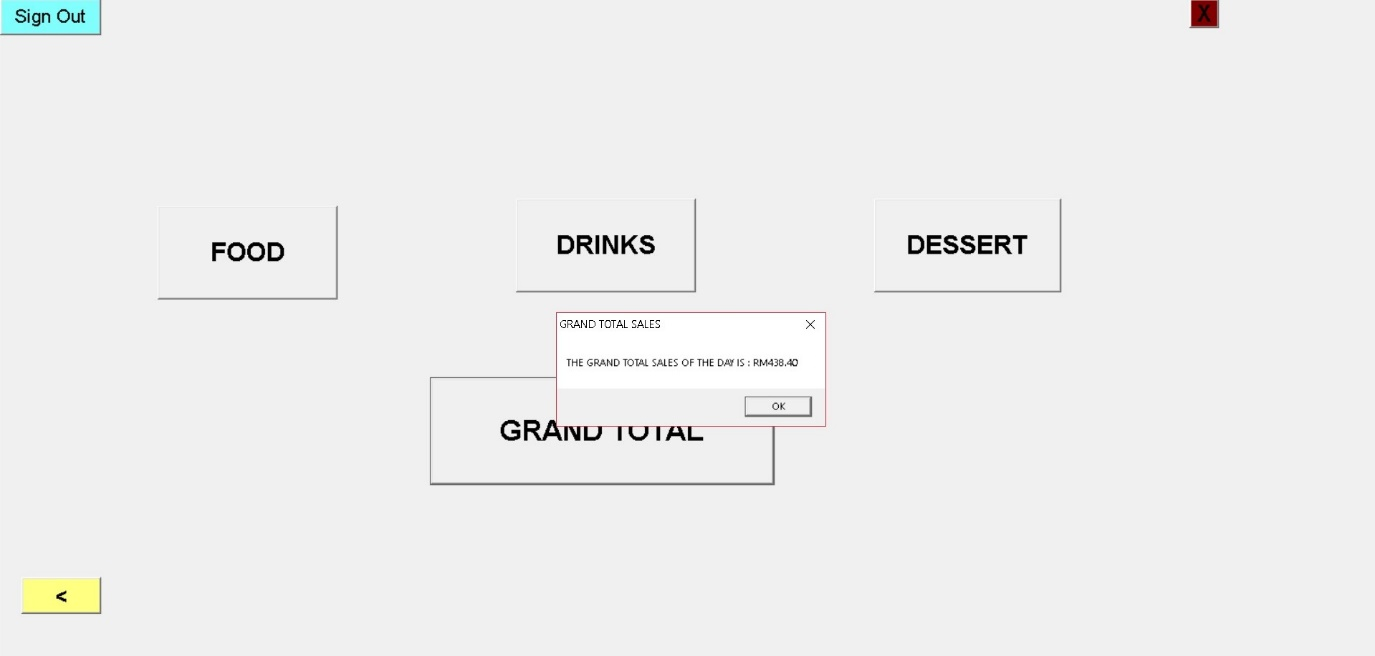 Sign Out
X
FOOD
DRINKS
DESSERT
GRAND TOTAL SALES
THE GRAND TOTAL SALES OF THE DAY IS : RM438.40
OK
GRAND TOTAL
<